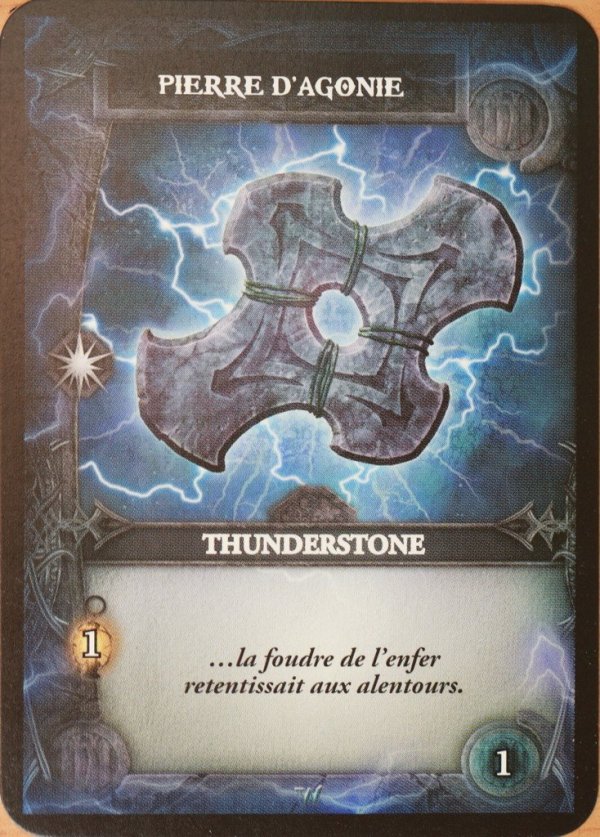 PIERRE D'AGONIE
THUNDERSTONE
1
…la foudre de l'enfer
retentissait aux alentours.
1